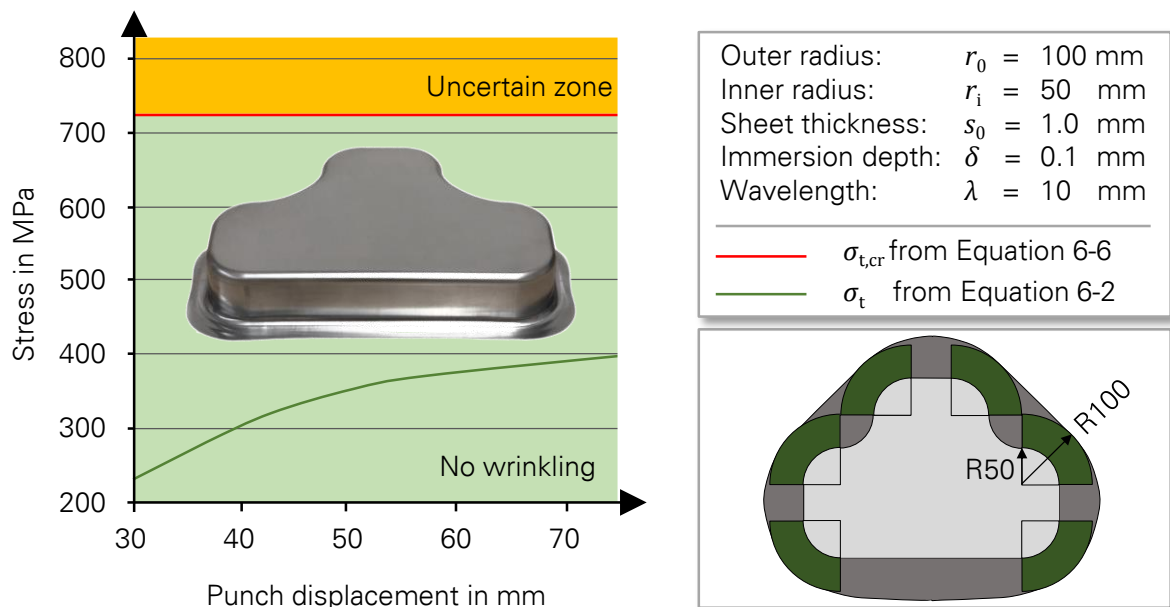 800
700
600
500
400
300
200
Stress in MPa
Uncertain zone
No wrinkling
30 40 50 60 70
Punch displacement in mm
Outer radius: r₀ = 100 mm
Inner radius: rᵢ = 50 mm
Sheet thickness: s₀ = 1.0 mm
Immersion depth: δ = 0.1 mm
Wavelength: λ = 10 mm
σt,cr from Equation 6-6
σt from Equation 6-2
R100
R50